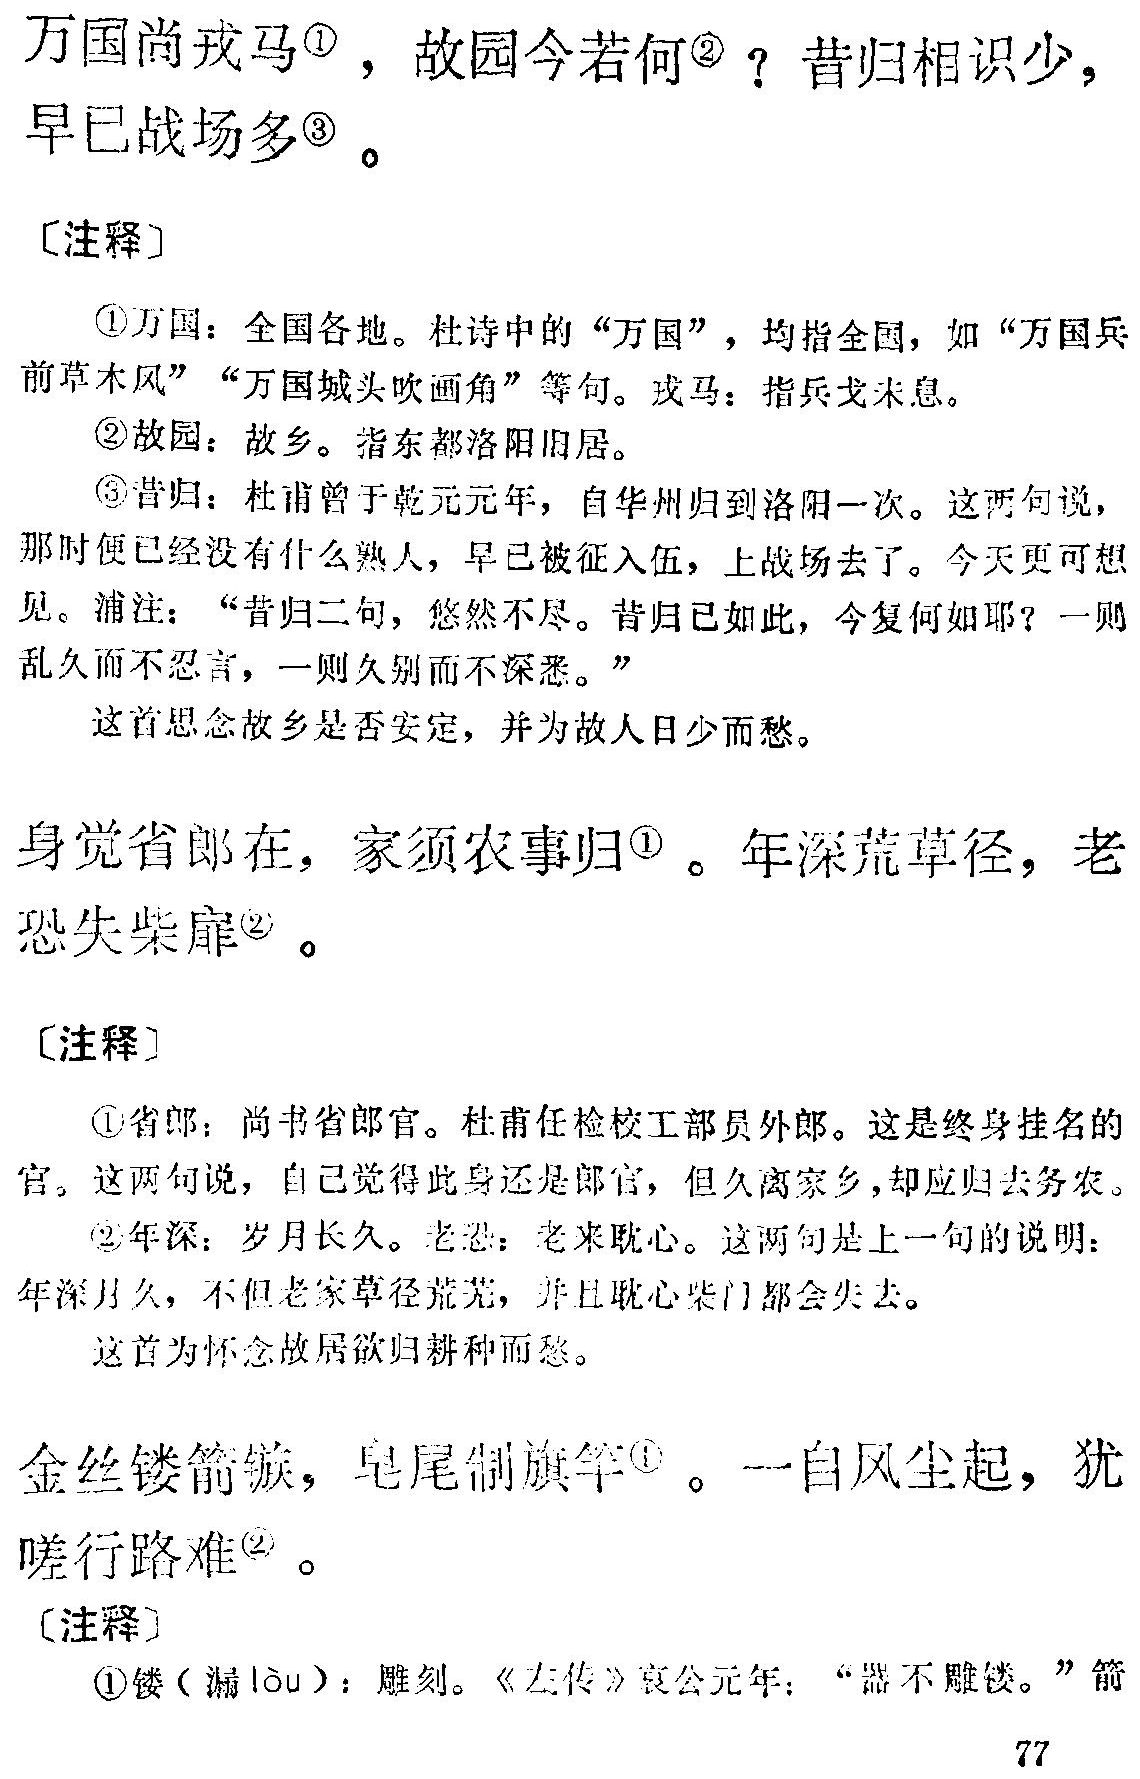 万国尚戎马①，故园今若何②？昔归相识少，
早已战场多③。
〔注释〕
①万国：全国各地。杜诗中的“万国”，均指全国，如“万国兵
前草木风”“万国城头吹画角”等句。戎马：指兵戈未息。
②故园：故乡。指东都洛阳旧居。
③昔归：杜甫曾于乾元元年，自华州归到洛阳一次。这两句说，
那时便已经没有什么熟人，早已被征入伍，上战场去了。今天更可想
见。浦注：“昔归二句，悠然不尽。昔归已如此，今复何如耶？一则
乱久而不忍言，一则久别而不深悉。”
这首思念故乡是否安定，并为故人日少而愁。
身觉省郎在，家须农事归①。年深荒草径，老
恐失柴扉②。
〔注释〕
①省郎：尚书省郎官。杜甫任检校工部员外郎。这是终身挂名的
官。这两句说，自己觉得此身还是郎官，但久离家乡，却应归去务农。
②年深：岁月长久。老恐：老来耽心。这两句是上一句的说明：
年深月久，不但老家草径荒芜，并且耽心柴门都会失去。
这首为怀念故居欲归耕种而愁。
金丝镂箭镞，皂尾制旗竿①。一自风尘起，犹
嗟行路难②。
〔注释〕
①镂（漏lòu）：雕刻。《左传》哀公元年：“器不雕镂。”箭
77